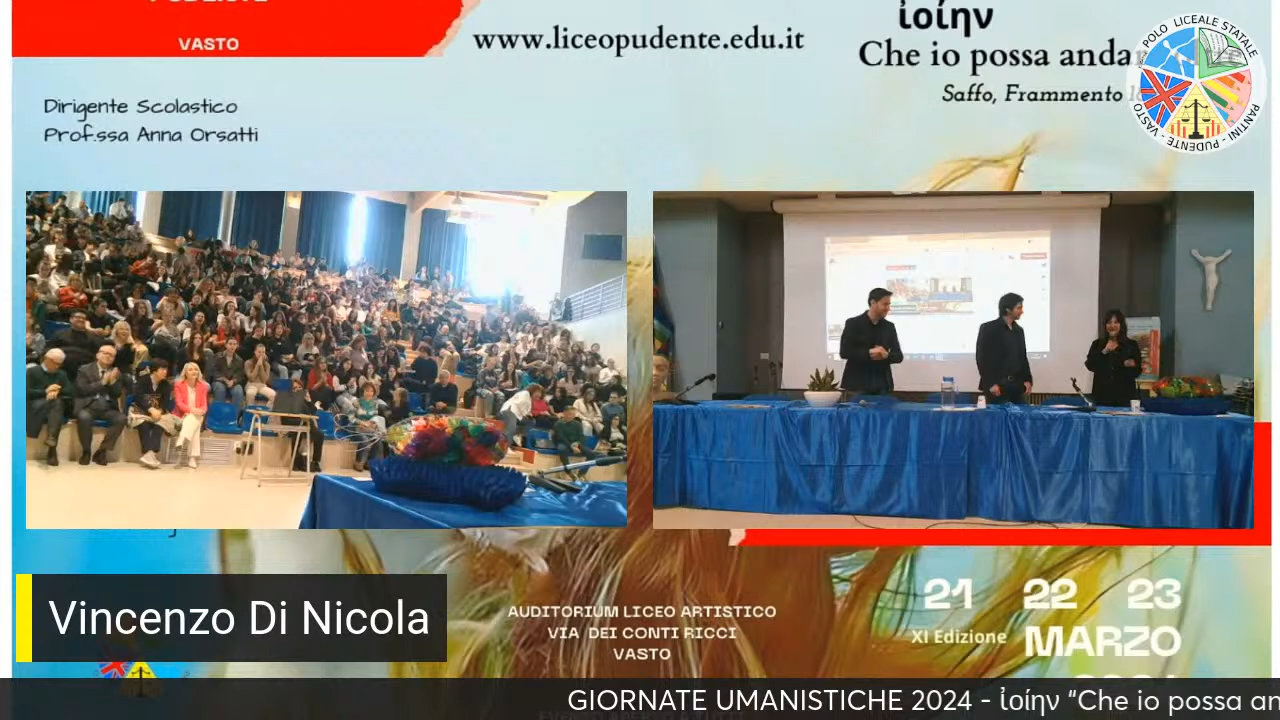 VASTO
www.liceopudente.edu.it
ἰοίην
Che io possa andar
Saffo, Frammento
POLO LICEALE STATALE
PANTINI - PUDENTE - VASTO
Dirigente Scolastico
Prof.ssa Anna Orsatti
Vincenzo Di Nicola
AUDITORIUM LICEO ARTISTICO
VIA DEI CONTI RICCI
VASTO
21 22 23
XI Edizione MARZO
GIORNATE UMANISTICHE 2024 - ἰοίην “Che io possa an